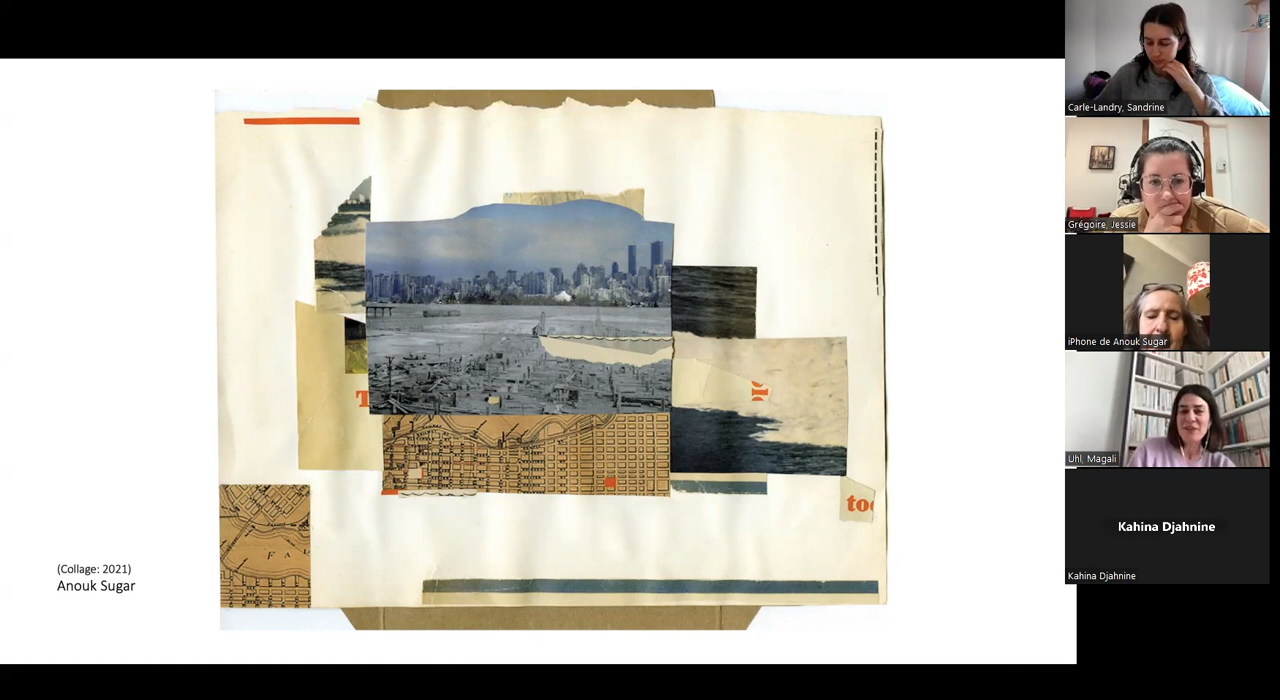 T
F A L
too
(Collage: 2021)
Anouk Sugar
Carle-Landry, Sandrine
Grégoire, Jessie
iPhone de Anouk Sugar
Uhl, Magali
Kahina Djahnine
Kahina Djahnine